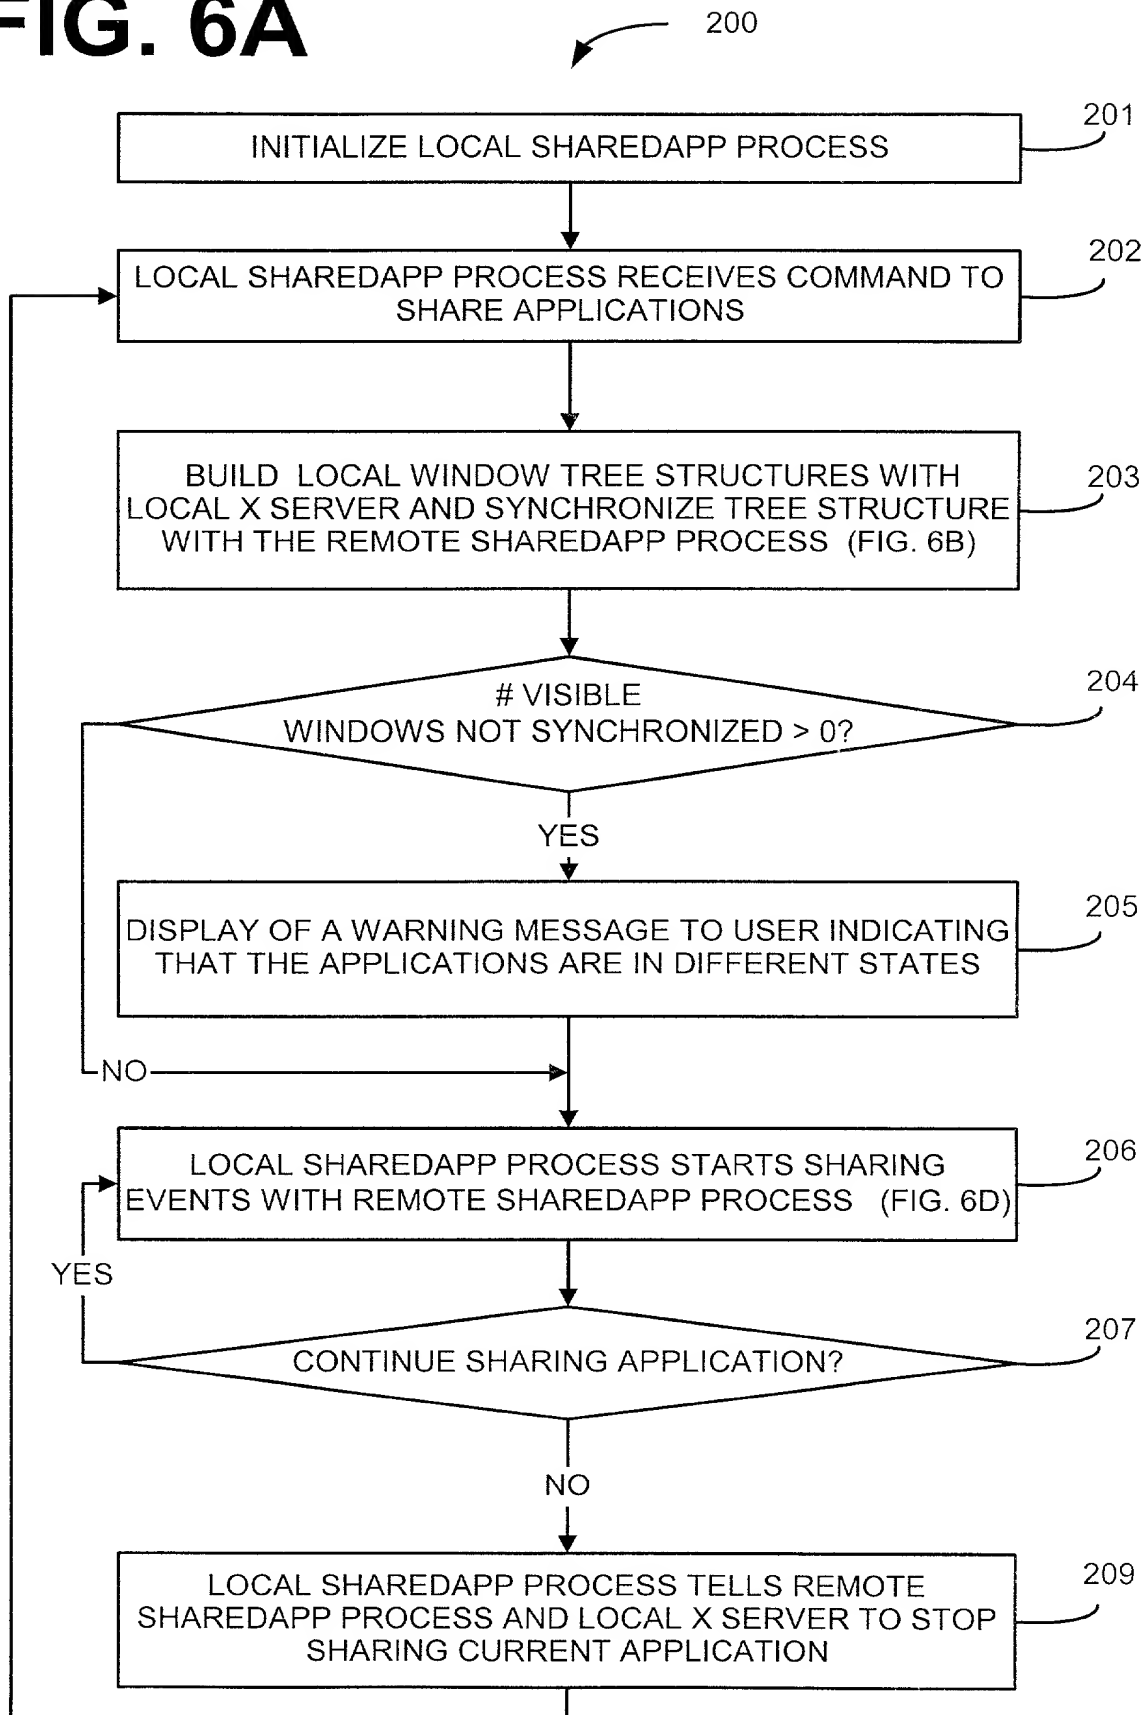 FIG. 6A
200
INITIALIZE LOCAL SHAREDAPP PROCESS
201
LOCAL SHAREDAPP PROCESS RECEIVES COMMAND TO
SHARE APPLICATIONS
202
BUILD LOCAL WINDOW TREE STRUCTURES WITH
LOCAL X SERVER AND SYNCHRONIZE TREE STRUCTURE
WITH THE REMOTE SHAREDAPP PROCESS (FIG. 6B)
203
# VISIBLE
WINDOWS NOT SYNCHRONIZED > 0?
204
YES
DISPLAY OF A WARNING MESSAGE TO USER INDICATING
THAT THE APPLICATIONS ARE IN DIFFERENT STATES
205
NO
LOCAL SHAREDAPP PROCESS STARTS SHARING
EVENTS WITH REMOTE SHAREDAPP PROCESS (FIG. 6D)
206
YES
CONTINUE SHARING APPLICATION?
207
NO
LOCAL SHAREDAPP PROCESS TELLS REMOTE
SHAREDAPP PROCESS AND LOCAL X SERVER TO STOP
SHARING CURRENT APPLICATION
209